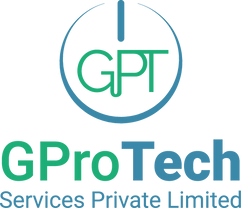 GPT
GProTech
Services Private Limited